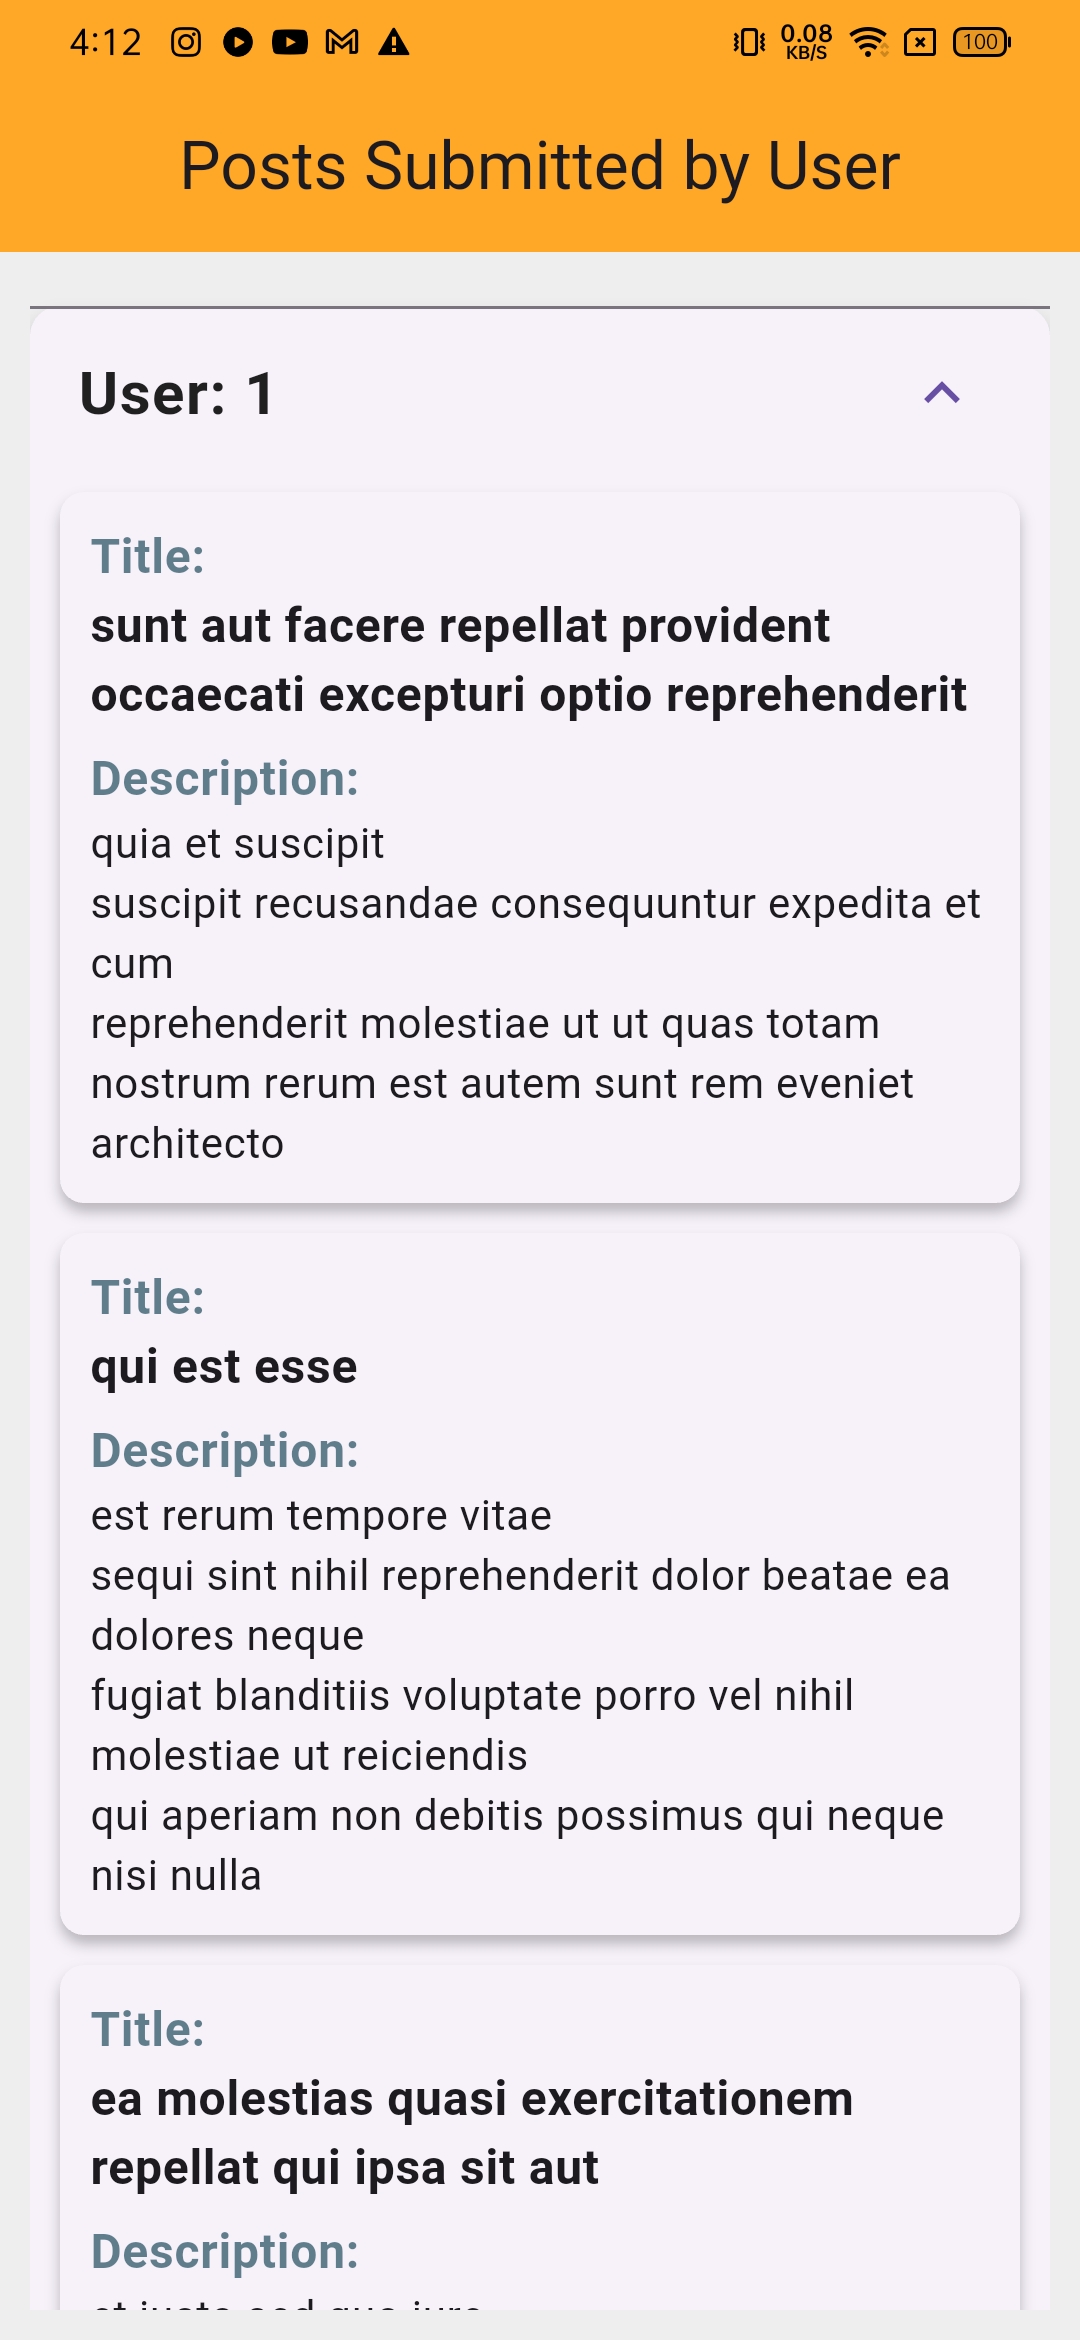 4:12
0.08
KB/S
100
Posts Submitted by User
User: 1
Title:
sunt aut facere repellat provident
occaecati excepturi optio reprehenderit
Description:
quia et suscipit
suscipit recusandae consequuntur expedita et
cum
reprehenderit molestiae ut ut quas totam
nostrum rerum est autem sunt rem eveniet
architecto
Title:
qui est esse
Description:
est rerum tempore vitae
sequi sint nihil reprehenderit dolor beatae ea
dolores neque
fugiat blanditiis voluptate porro vel nihil
molestiae ut reiciendis
qui aperiam non debitis possimus qui neque
nisi nulla
Title:
ea molestias quasi exercitationem
repellat qui ipsa sit aut
Description: